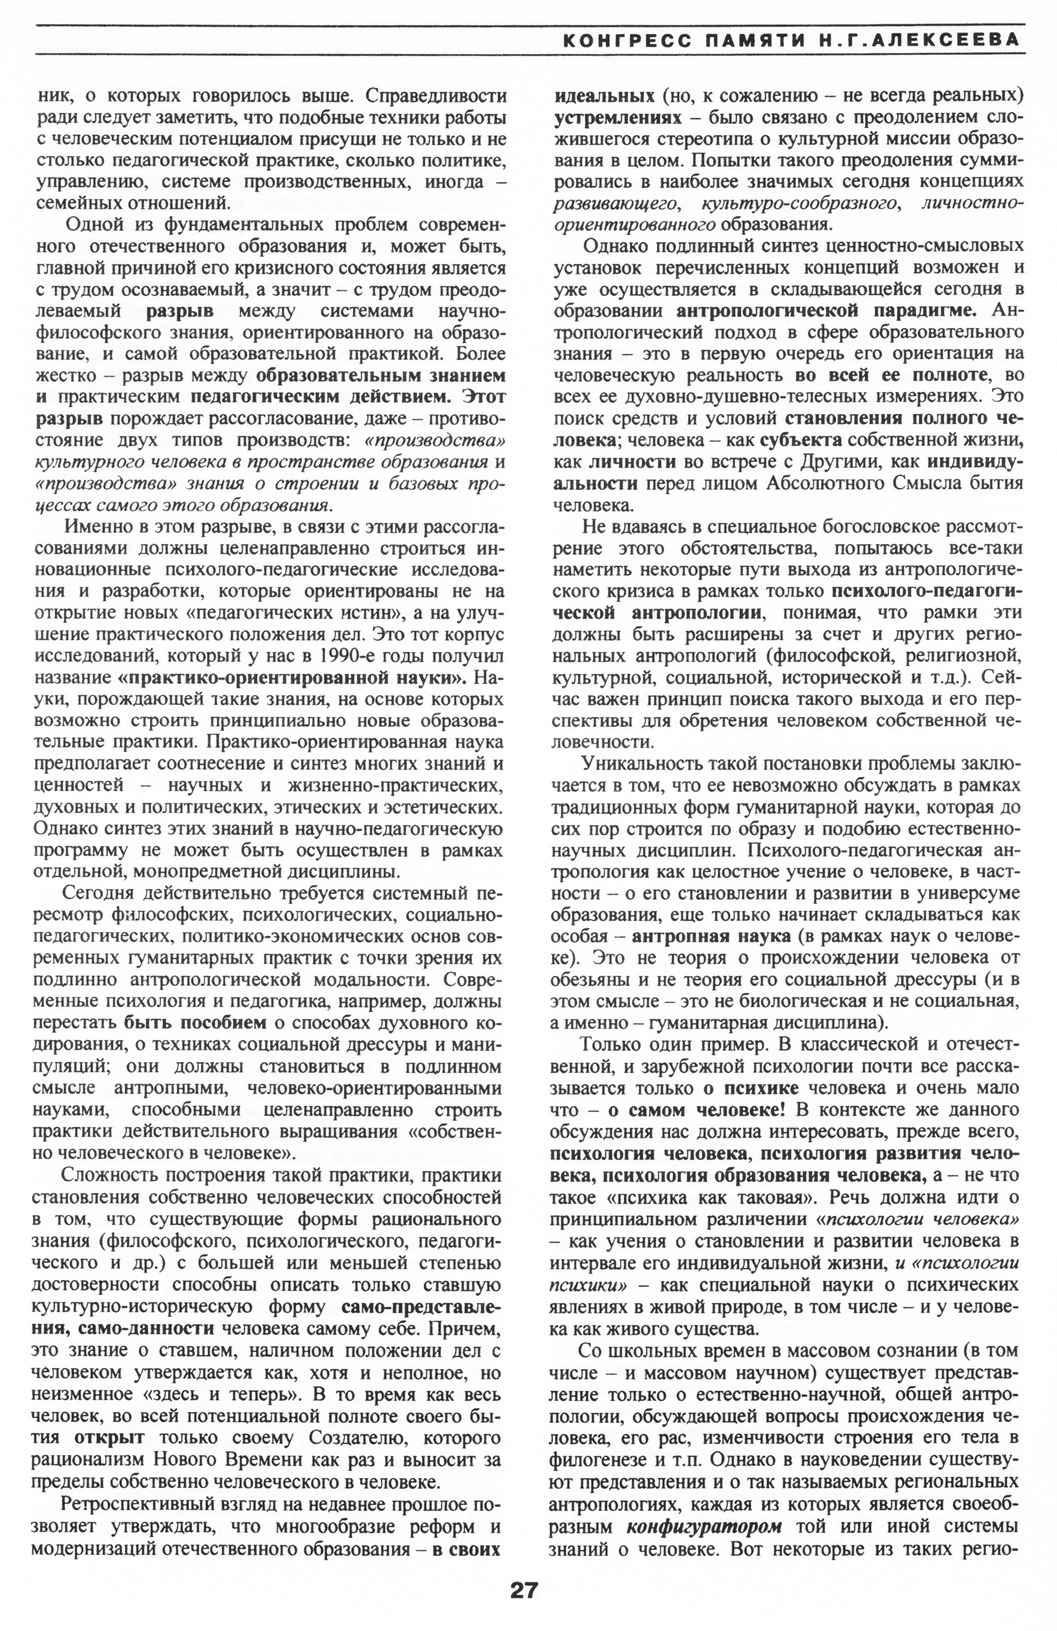 КОНГРЕСС ПАМЯТИ Н.Г.АЛЕКСЕЕВА
ник, о которых говорилось выше. Справедливости
ради следует заметить, что подобные техники работы
с человеческим потенциалом присущи не только и не
столько педагогической практике, сколько политике,
управлению, системе производственных, иногда –
семейных отношений.
Одной из фундаментальных проблем современ-
ного отечественного образования и, может быть,
главной причиной его кризисного состояния является
с трудом осознаваемый, а значит – с трудом преодо-
леваемый разрыв между системами научно-
философского знания, ориентированного на образо-
вание, и самой образовательной практикой. Более
жестко – разрыв между образовательным знанием
и практическим педагогическим действием. Этот
разрыв порождает рассогласование, даже – противо-
стояние двух типов производств: «производства»
культурного человека в пространстве образования и
«производства» знания о строении и базовых про-
цессах самого этого образования.
Именно в этом разрыве, в связи с этими рассогла-
сованиями должны целенаправленно строиться ин-
новационные психолого-педагогические исследова-
ния и разработки, которые ориентированы не на
открытие новых «педагогических истин», а на улуч-
шение практического положения дел. Это тот корпус
исследований, который у нас в 1990-е годы получил
название «практико-ориентированной науки». На-
уки, порождающей такие знания, на основе которых
возможно строить принципиально новые образова-
тельные практики. Практико-ориентированная наука
предполагает соотнесение и синтез многих знаний и
ценностей – научных и жизненно-практических,
духовных и политических, этических и эстетических.
Однако синтез этих знаний в научно-педагогическую
программу не может быть осуществлен в рамках
отдельной, монопредметной дисциплины.
Сегодня действительно требуется системный пе-
ресмотр философских, психологических, социально-
педагогических, политико-экономических основ сов-
ременных гуманитарных практик с точки зрения их
подлинно антропологической модальности. Совре-
менные психология и педагогика, например, должны
перестать быть пособием о способах духовного ко-
дирования, о техниках социальной дрессуры и мани-
пуляций; они должны становиться в подлинном
смысле антропными, человеко-ориентированными
науками, способными целенаправленно строить
практики действительного выращивания «собствен-
но человеческого в человеке».
Сложность построения такой практики, практики
становления собственно человеческих способностей
в том, что существующие формы рационального
знания (философского, психологического, педагоги-
ческого и др.) с большей или меньшей степенью
достоверности способны описать только ставшую
культурно-историческую форму само-представле-
ния, само-данности человека самому себе. Причем,
это знание о ставшем, наличном положении дел с
человеком утверждается как, хотя и неполное, но
неизменное «здесь и теперь». В то время как весь
человек, во всей потенциальной полноте своего бы-
тия открыт только своему Создателю, которого
рационализм Нового Времени как раз и выносит за
пределы собственно человеческого в человеке.
Ретроспективный взгляд на недавнее прошлое по-
зволяет утверждать, что многообразие реформ и
модернизаций отечественного образования – в своих
идеальных (но, к сожалению – не всегда реальных)
устремлениях – было связано с преодолением сло-
жившегося стереотипа о культурной миссии образо-
вания в целом. Попытки такого преодоления сумми-
ровались в наиболее значимых сегодня концепциях
развивающего, культуро-сообразного, личностно-
ориентированного образования.
Однако подлинный синтез ценностно-смысловых
установок перечисленных концепций возможен и
уже осуществляется в складывающейся сегодня в
образовании антропологической парадигме. Ан-
тропологический подход в сфере образовательного
знания – это в первую очередь его ориентация на
человеческую реальность во всей ее полноте, во
всех ее духовно-душевно-телесных измерениях. Это
поиск средств и условий становления полного че-
ловека; человека – как субъекта собственной жизни,
как личности во встрече с Другими, как индивиду-
альности перед лицом Абсолютного Смысла бытия
человека.
Не вдаваясь в специальное богословское рассмот-
рение этого обстоятельства, попытаюсь все-таки
наметить некоторые пути выхода из антропологиче-
ского кризиса в рамках только психолого-педагоги-
ческой антропологии, понимая, что рамки эти
должны быть расширены за счет и других регио-
нальных антропологий (философской, религиозной,
культурной, социальной, исторической и т.д.). Сей-
час важен принцип поиска такого выхода и его пер-
спективы для обретения человеком собственной че-
ловечности.
Уникальность такой постановки проблемы заклю-
чается в том, что ее невозможно обсуждать в рамках
традиционных форм гуманитарной науки, которая до
сих пор строится по образу и подобию естественно-
научных дисциплин. Психолого-педагогическая ан-
тропология как целостное учение о человеке, в част-
ности – о его становлении и развитии в универсуме
образования, еще только начинает складываться как
особая – антропная наука (в рамках наук о челове-
ке). Это не теория о происхождении человека от
обезьяны и не теория его социальной дрессуры (и в
этом смысле – это не биологическая и не социальная,
а именно – гуманитарная дисциплина).
Только один пример. В классической и отечест-
венной, и зарубежной психологии почти все расска-
зывается только о психике человека и очень мало
что – о самом человеке! В контексте же данного
обсуждения нас должна интересовать, прежде всего,
психология человека, психология развития чело-
века, психология образования человека, а – не что
такое «психика как таковая». Речь должна идти о
принципиальном различении «психологии человека»
– как учения о становлении и развитии человека в
интервале его индивидуальной жизни, и «психологии
психики» – как специальной науки о психических
явлениях в живой природе, в том числе – и у челове-
ка как живого существа.
Со школьных времен в массовом сознании (в том
числе – и массовом научном) существует представ-
ление только о естественно-научной, общей антро-
пологии, обсуждающей вопросы происхождения че-
ловека, его рас, изменчивости строения его тела в
филогенезе и т.п. Однако в науковедении существу-
ют представления и о так называемых региональных
антропологиях, каждая из которых является своеоб-
разным конфигуратором той или иной системы
знаний о человеке. Вот некоторые из таких регио-
27